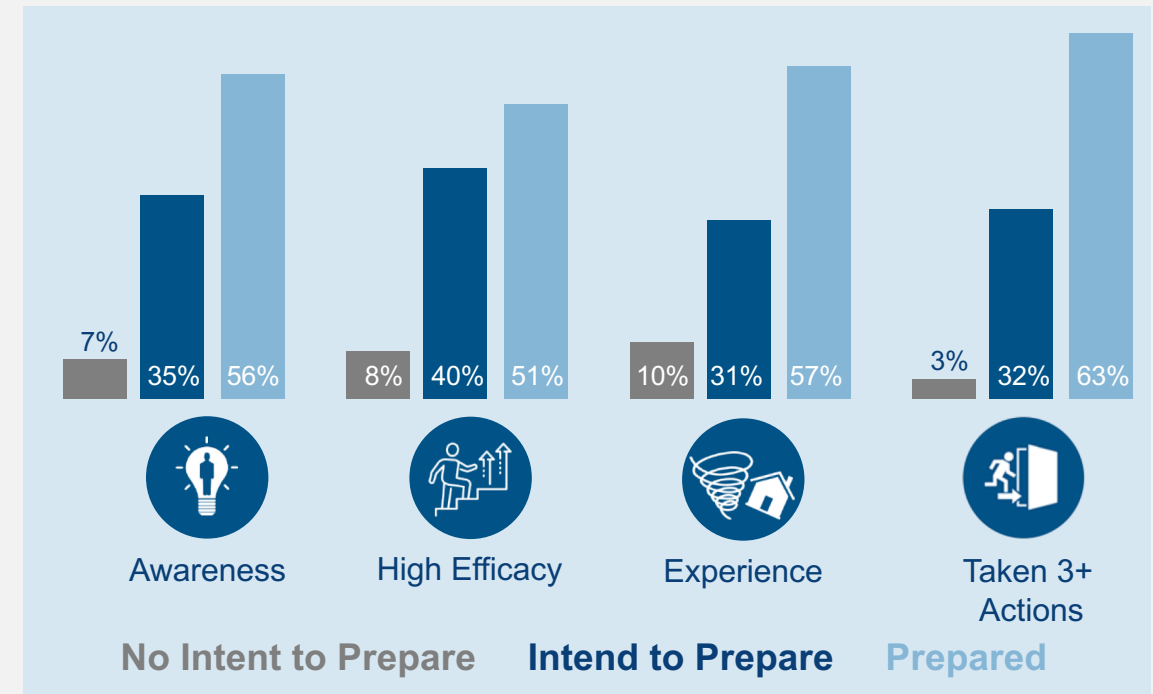 7%
35%
56%
8%
40%
51%
10%
31%
57%
3%
32%
63%
Awareness
High Efficacy
Experience
Taken 3+
Actions
No Intent to Prepare
Intend to Prepare
Prepared